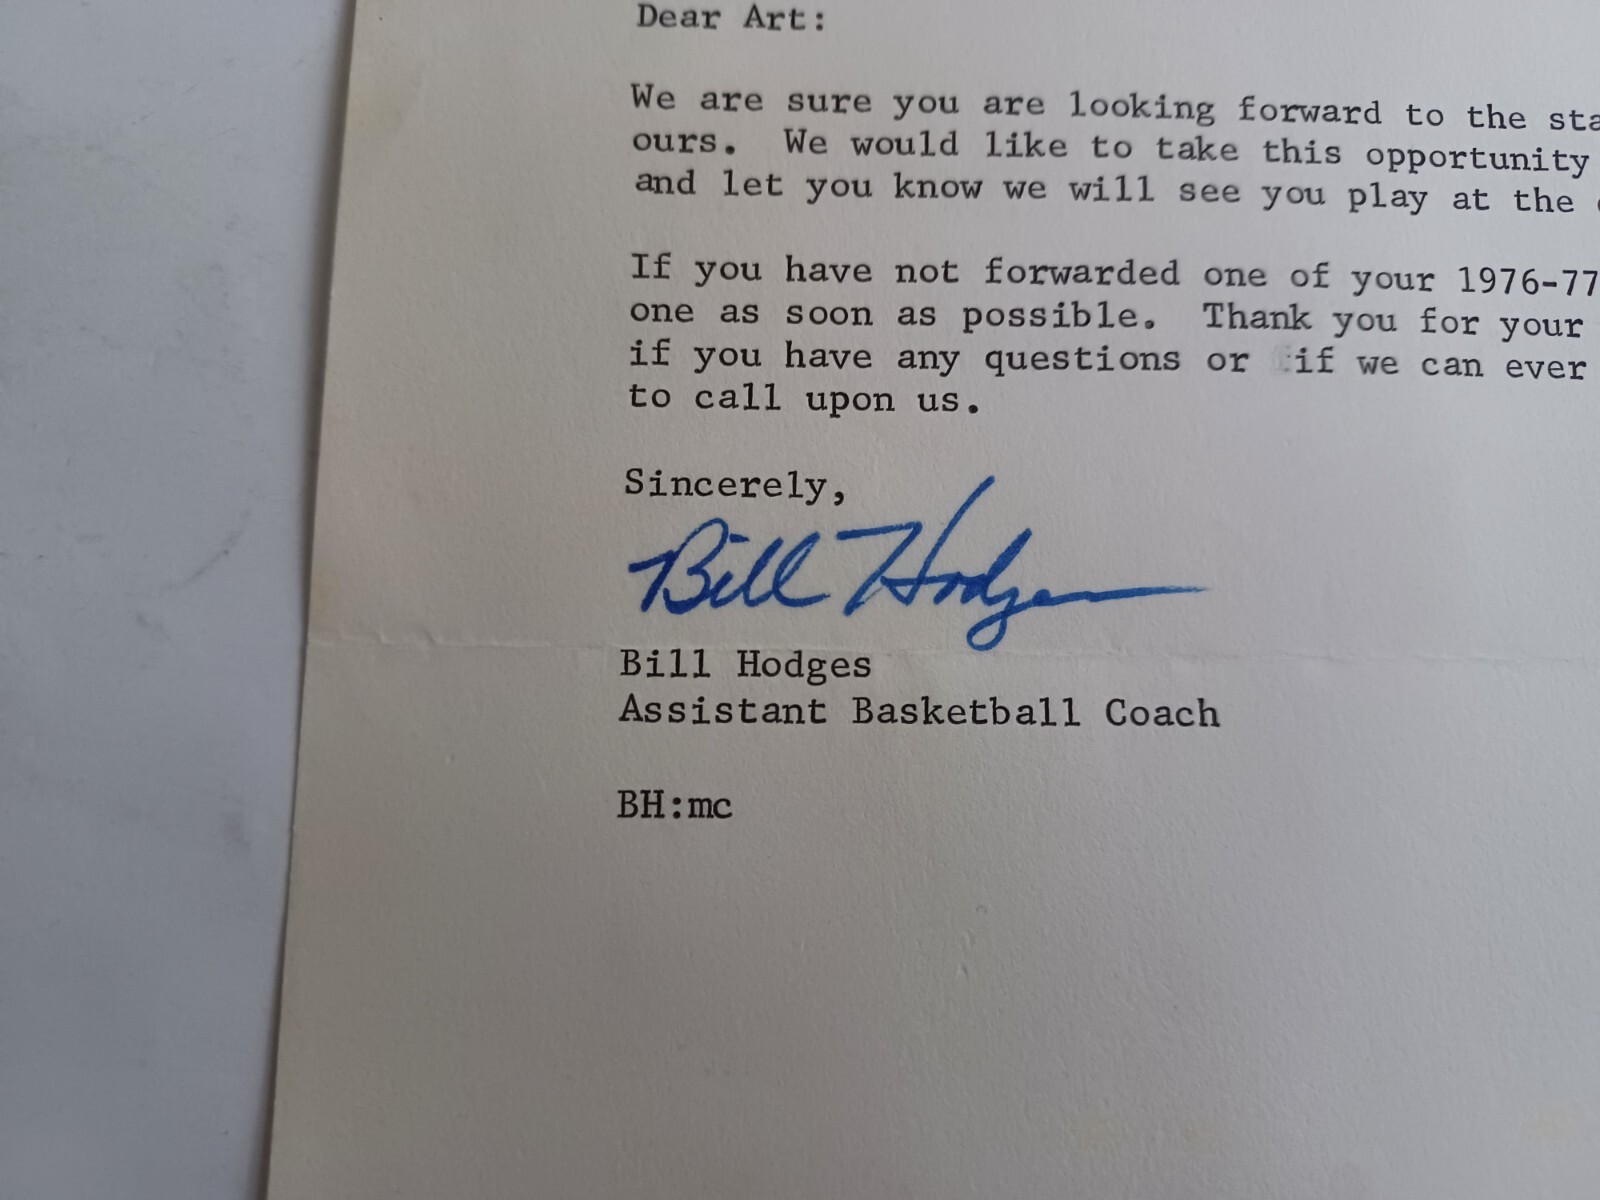 Dear Art:
We are sure you are looking forward to the sta
ours. We would like to take this opportunity
and let you know we will see you play at the
If you have not forwarded one of your 1976-77
one as soon as possible. Thank you for your
if you have any questions or if we can ever
to call upon us.
Sincerely,
Bill Hodges
Bill Hodges
Assistant Basketball Coach
BH:mc